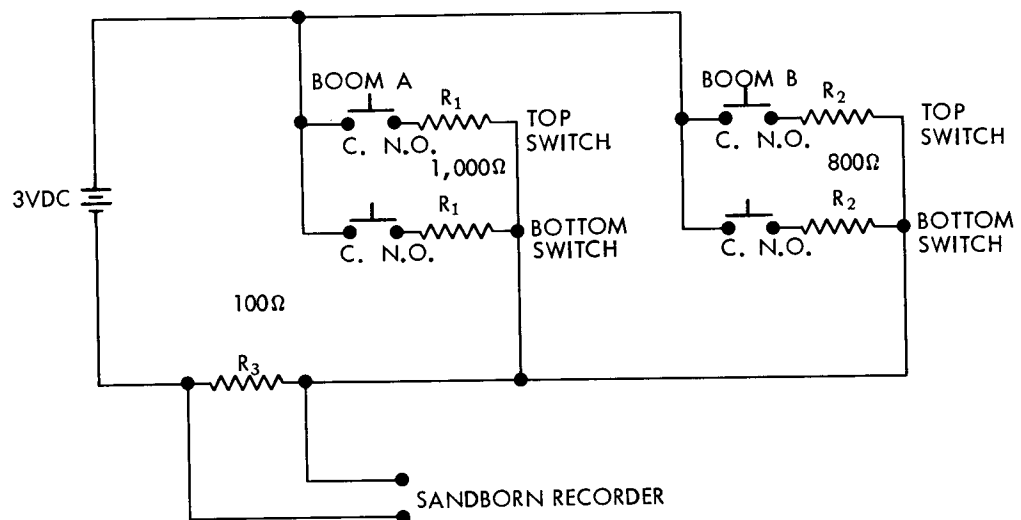 BOOM A
R1
C. N.O.
TOP
SWITCH
1,000Ω
R1
C. N.O.
BOTTOM
SWITCH
BOOM B
R2
C. N.O.
TOP
SWITCH
800Ω
R2
C. N.O.
BOTTOM
SWITCH
3VDC
100Ω
R3
SANDBORN RECORDER